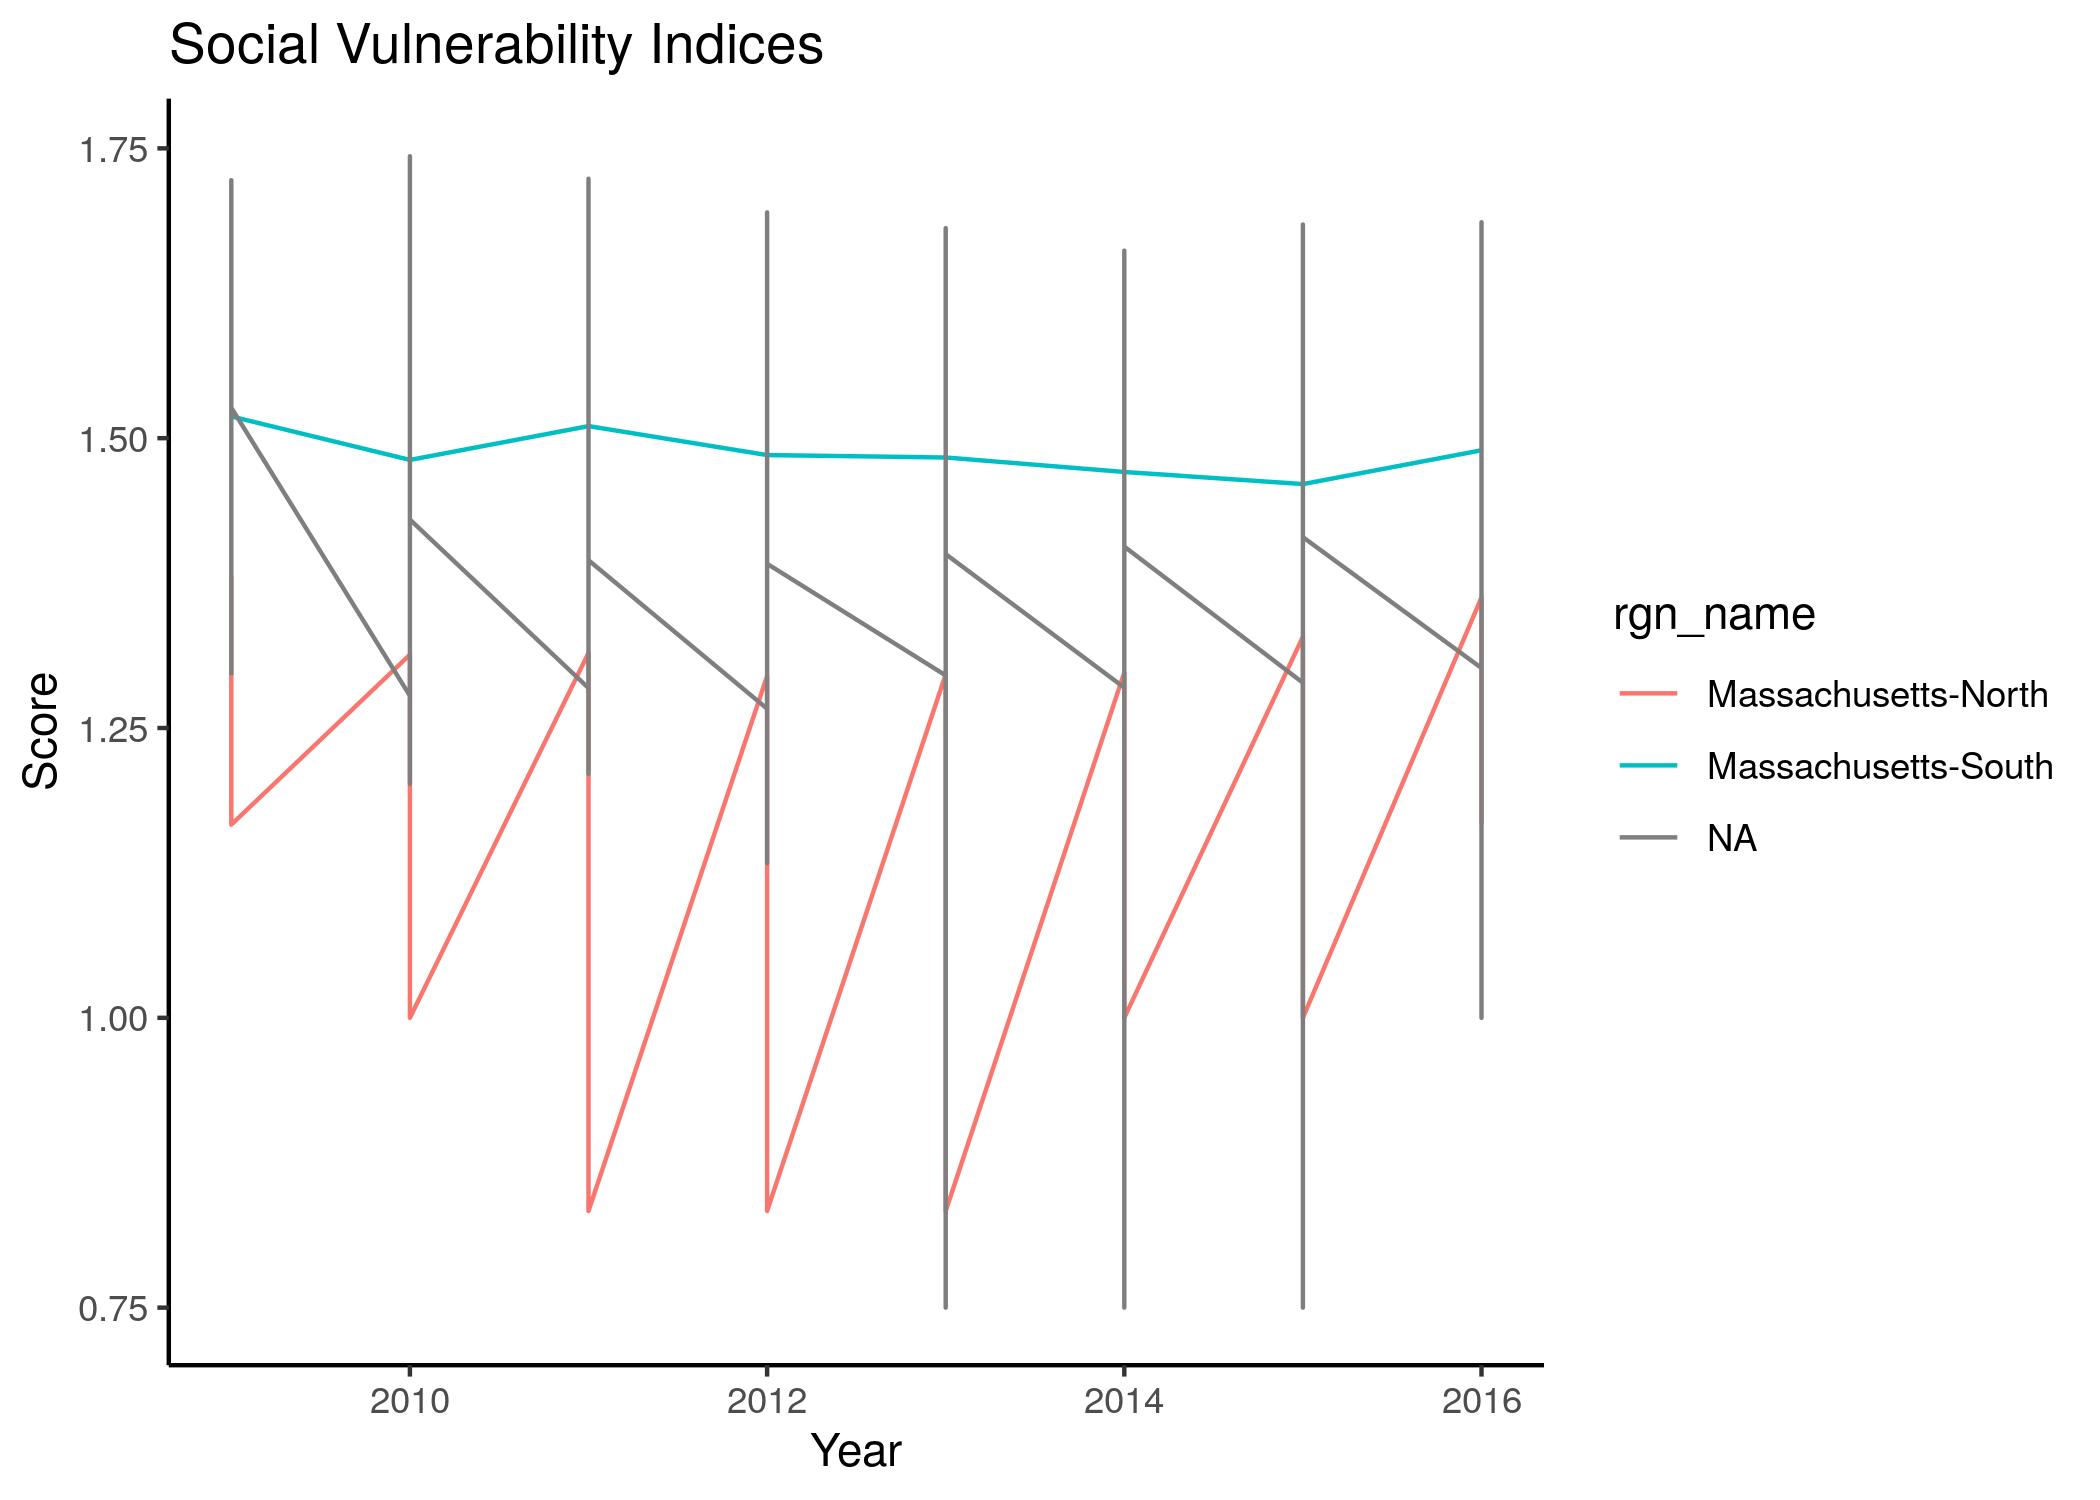 Social Vulnerability Indices
1.75
1.50
1.25
1.00
0.75
Score
2010
2012
2014
2016
Year
rgn_name
Massachusetts-North
Massachusetts-South
NA